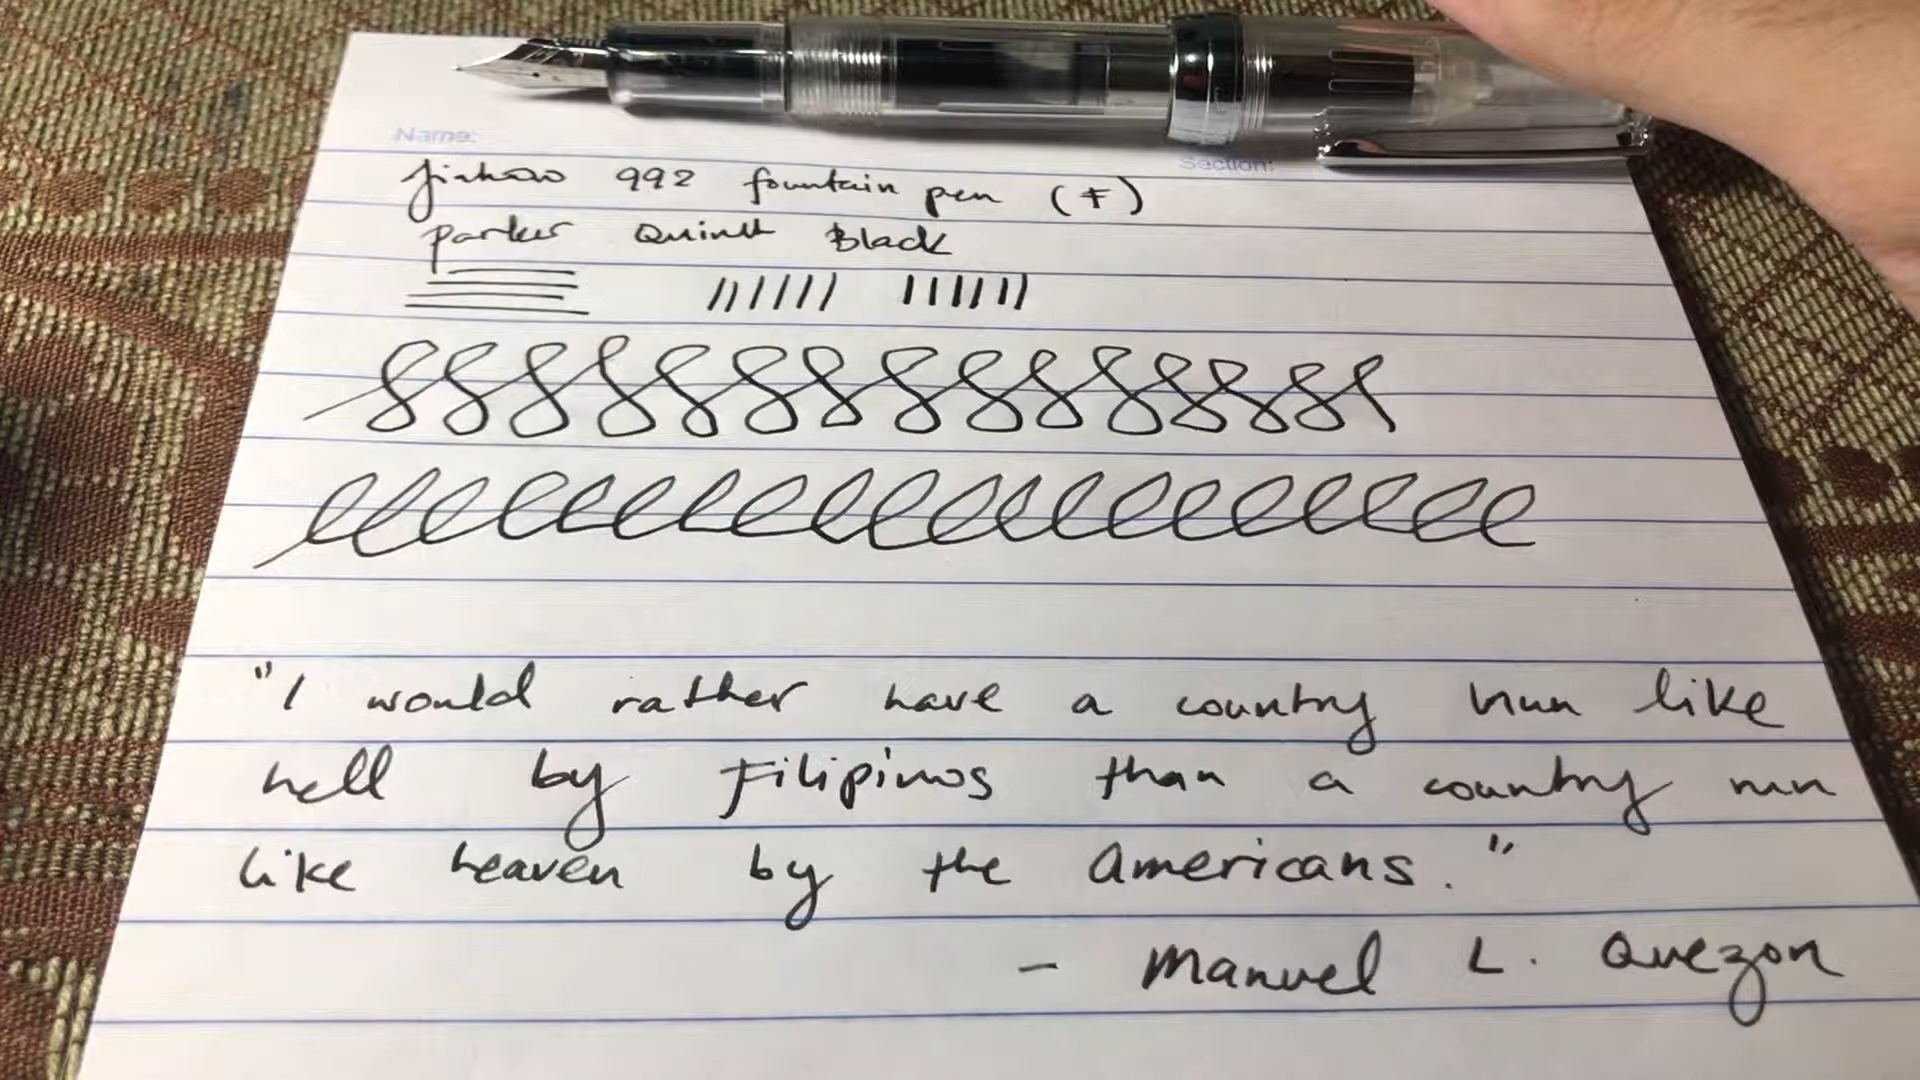 Name:
Section:
Jinhao 992 fountain pen (F)
Parker Quink Black
"I would rather have a country run like
hell by Filipinos than a country run
like heaven by the Americans."
- Manuel L. Quezon